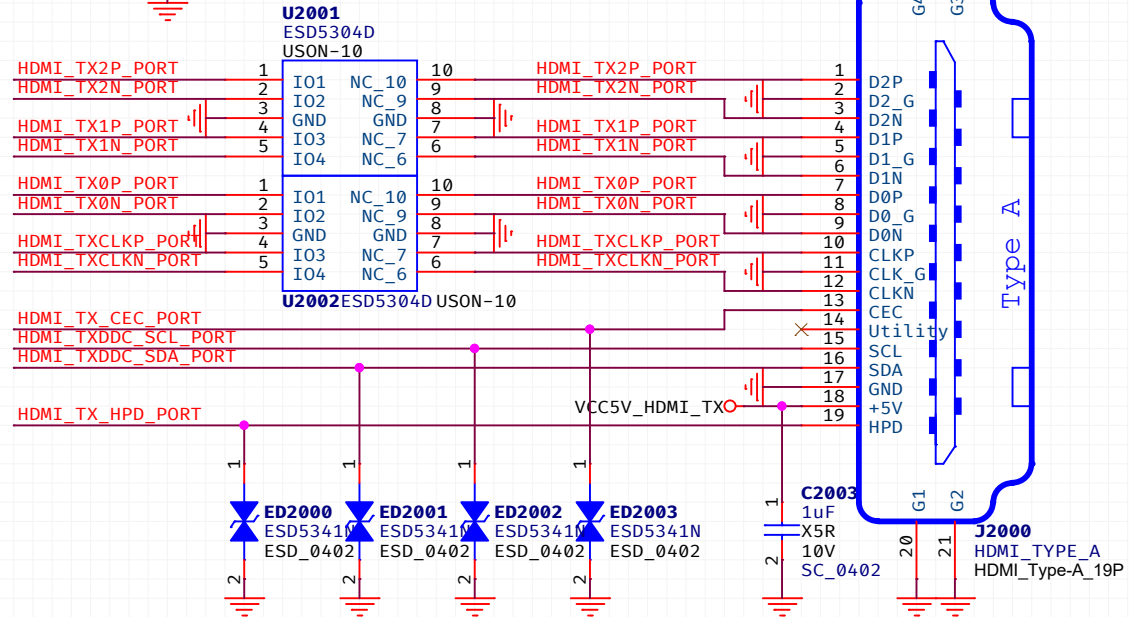 U2001
ESD5304D
USON-10
G4 G3
HDMI_TX2P_PORT 1 IO1 NC_10 10 HDMI_TX2P_PORT 1 D2P
HDMI_TX2N_PORT 2 IO2 NC_9 9 HDMI_TX2N_PORT 2 D2_G
3 GND GND 8 3 D2N
HDMI_TX1P_PORT 4 IO3 NC_7 7 HDMI_TX1P_PORT 4 D1P
HDMI_TX1N_PORT 5 IO4 NC_6 6 HDMI_TX1N_PORT 5 D1_G
6 D1N
HDMI_TX0P_PORT 1 IO1 NC_10 10 HDMI_TX0P_PORT 7 D0P
HDMI_TX0N_PORT 2 IO2 NC_9 9 HDMI_TX0N_PORT 8 D0_G
3 GND GND 8 9 D0N
HDMI_TXCLKP_PORT 4 IO3 NC_7 7 HDMI_TXCLKP_PORT 10 CLKP
HDMI_TXCLKN_PORT 5 IO4 NC_6 6 HDMI_TXCLKN_PORT 11 CLK_G
12 CLKN
U2002 ESD5304D USON-10
13 CEC
HDMI_TX_CEC_PORT 14 Utility
HDMI_TXDDC_SCL_PORT 15 SCL
HDMI_TXDDC_SDA_PORT 16 SDA
17 GND
VCC5V_HDMI_TX 18 +5V
HDMI_TX_HPD_PORT 19 HPD
Type A
1 1 1 1 1
ED2000 ED2001 ED2002 ED2003 C2003
ESD5341N ESD5341N ESD5341N ESD5341N 1uF
ESD_0402 ESD_0402 ESD_0402 ESD_0402 X5R
10V
SC_0402
2 2 2 2 2
G1 G2
20 21
J2000
HDMI_TYPE_A
HDMI_Type-A_19P